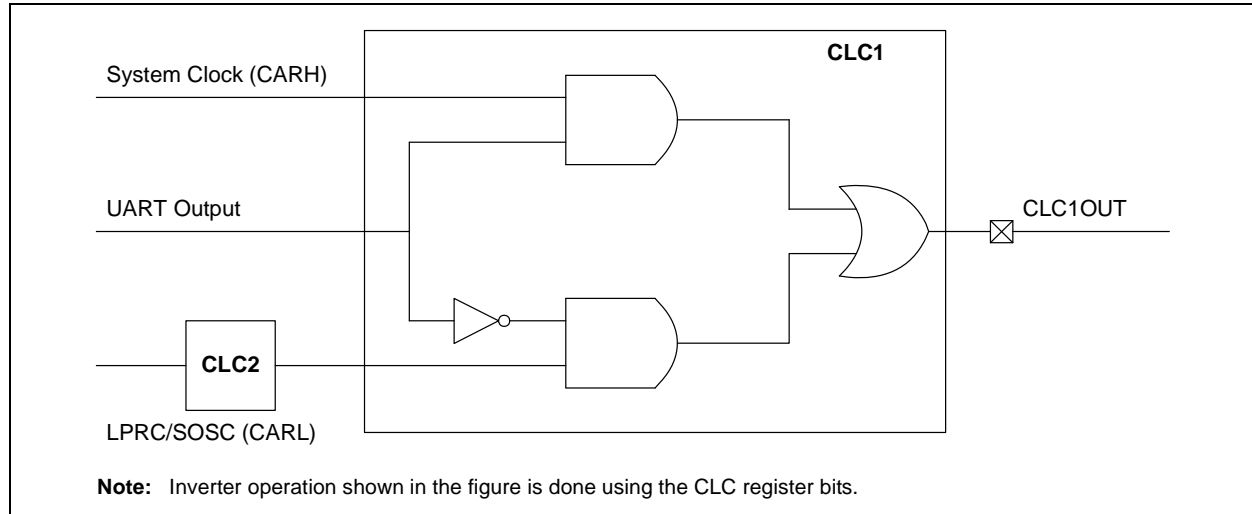 CLC1
System Clock (CARH)
UART Output
CLC1OUT
CLC2
LPRC/SOSC (CARL)
Note: Inverter operation shown in the figure is done using the CLC register bits.